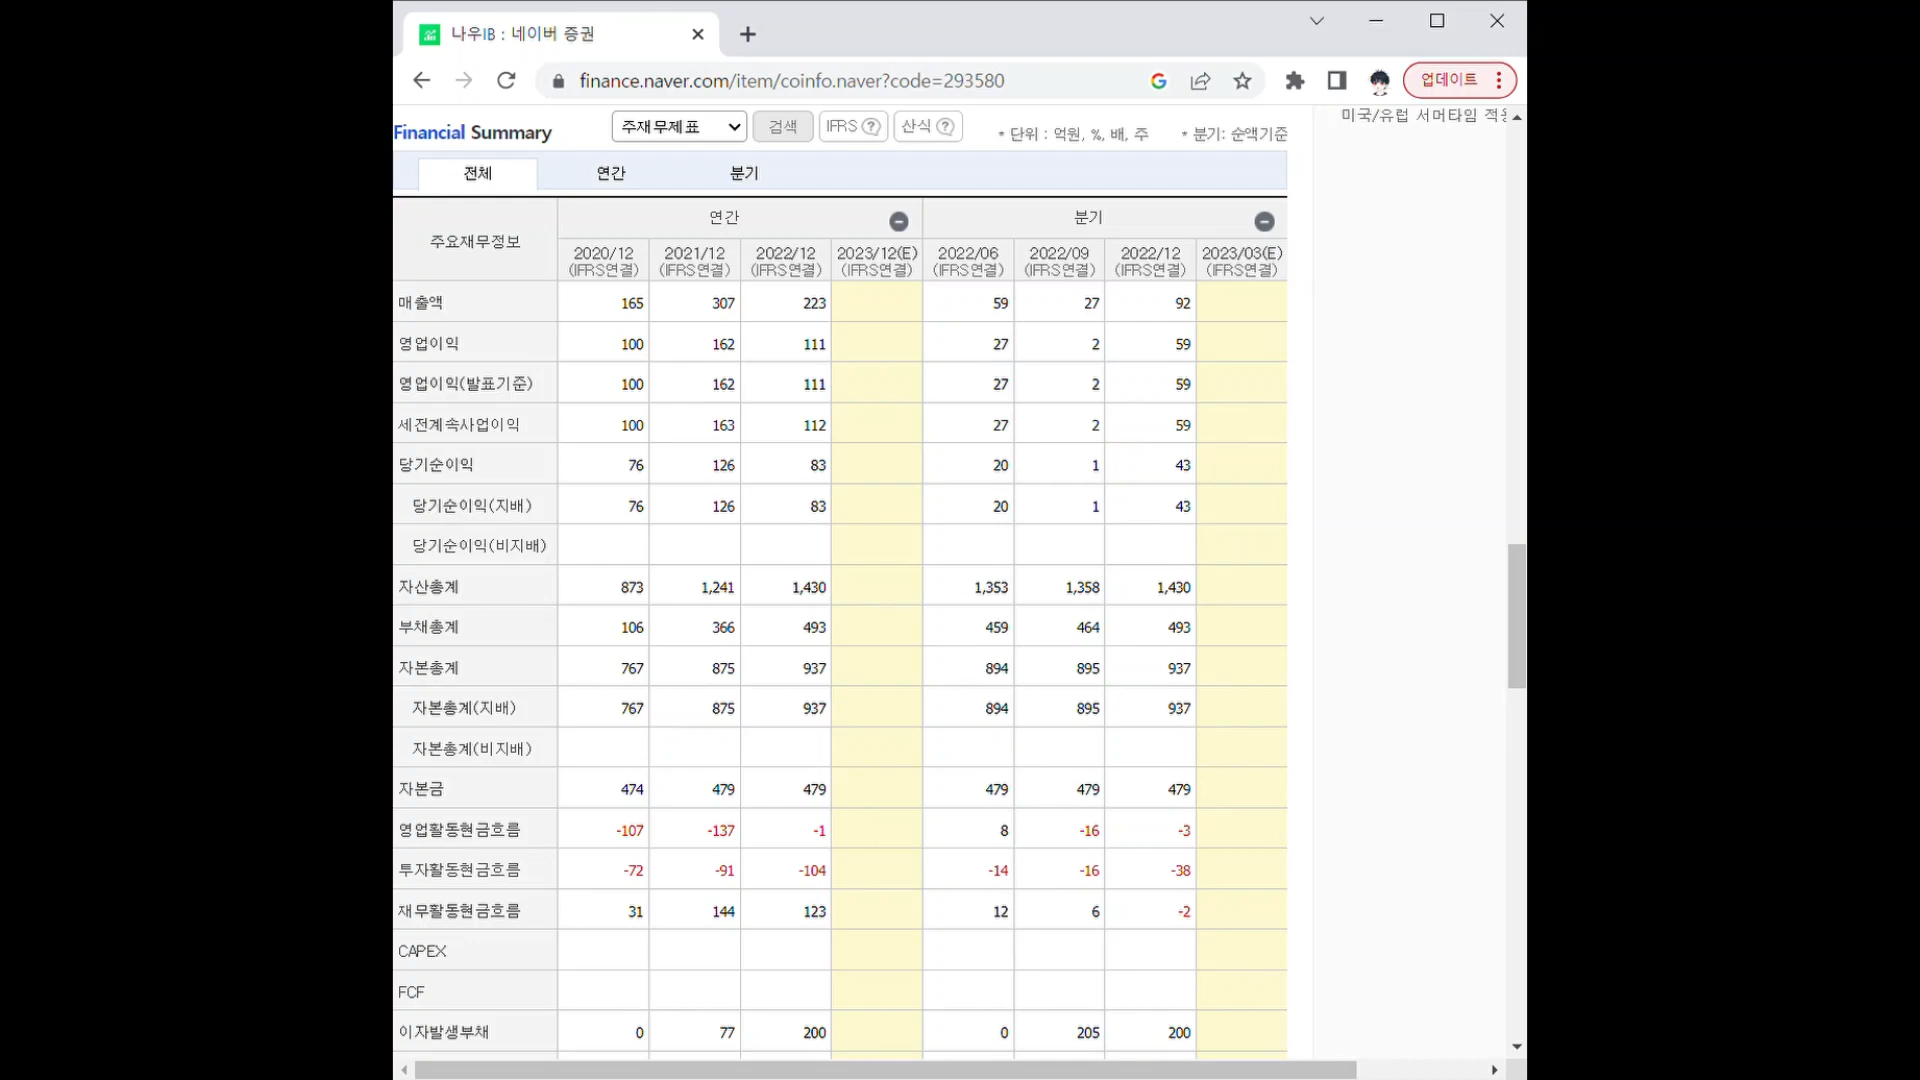 나우IB : 네이버 증권
finance.naver.com/item/coinfo.naver?code=293580
업데이트
Financial Summary
주재무제표
검색
IFRS
산식
* 단위 : 억원, %, 배, 주
* 분기: 순액기준
미국/유럽 서머타임 적용
전체
연간
분기
주요재무정보
연간
분기
2020/12 2021/12 2022/12 2023/12(E) 2022/06 2022/09 2022/12 2023/03(E)
(IFRS연결) (IFRS연결) (IFRS연결) (IFRS연결) (IFRS연결) (IFRS연결) (IFRS연결) (IFRS연결)
매출액 165 307 223 59 27 92
영업이익 100 162 111 27 2 59
영업이익(발표기준) 100 162 111 27 2 59
세전계속사업이익 100 163 112 27 2 59
당기순이익 76 126 83 20 1 43
당기순이익(지배) 76 126 83 20 1 43
당기순이익(비지배)
자산총계 873 1,241 1,430 1,353 1,358 1,430
부채총계 106 366 493 459 464 493
자본총계 767 875 937 894 895 937
자본총계(지배) 767 875 937 894 895 937
자본총계(비지배)
자본금 474 479 479 479 479 479
영업활동현금흐름 -107 -137 -1 8 -16 -3
투자활동현금흐름 -72 -91 -104 -14 -16 -38
재무활동현금흐름 31 144 123 12 6 -2
CAPEX
FCF
이자발생부채 0 77 200 0 205 200